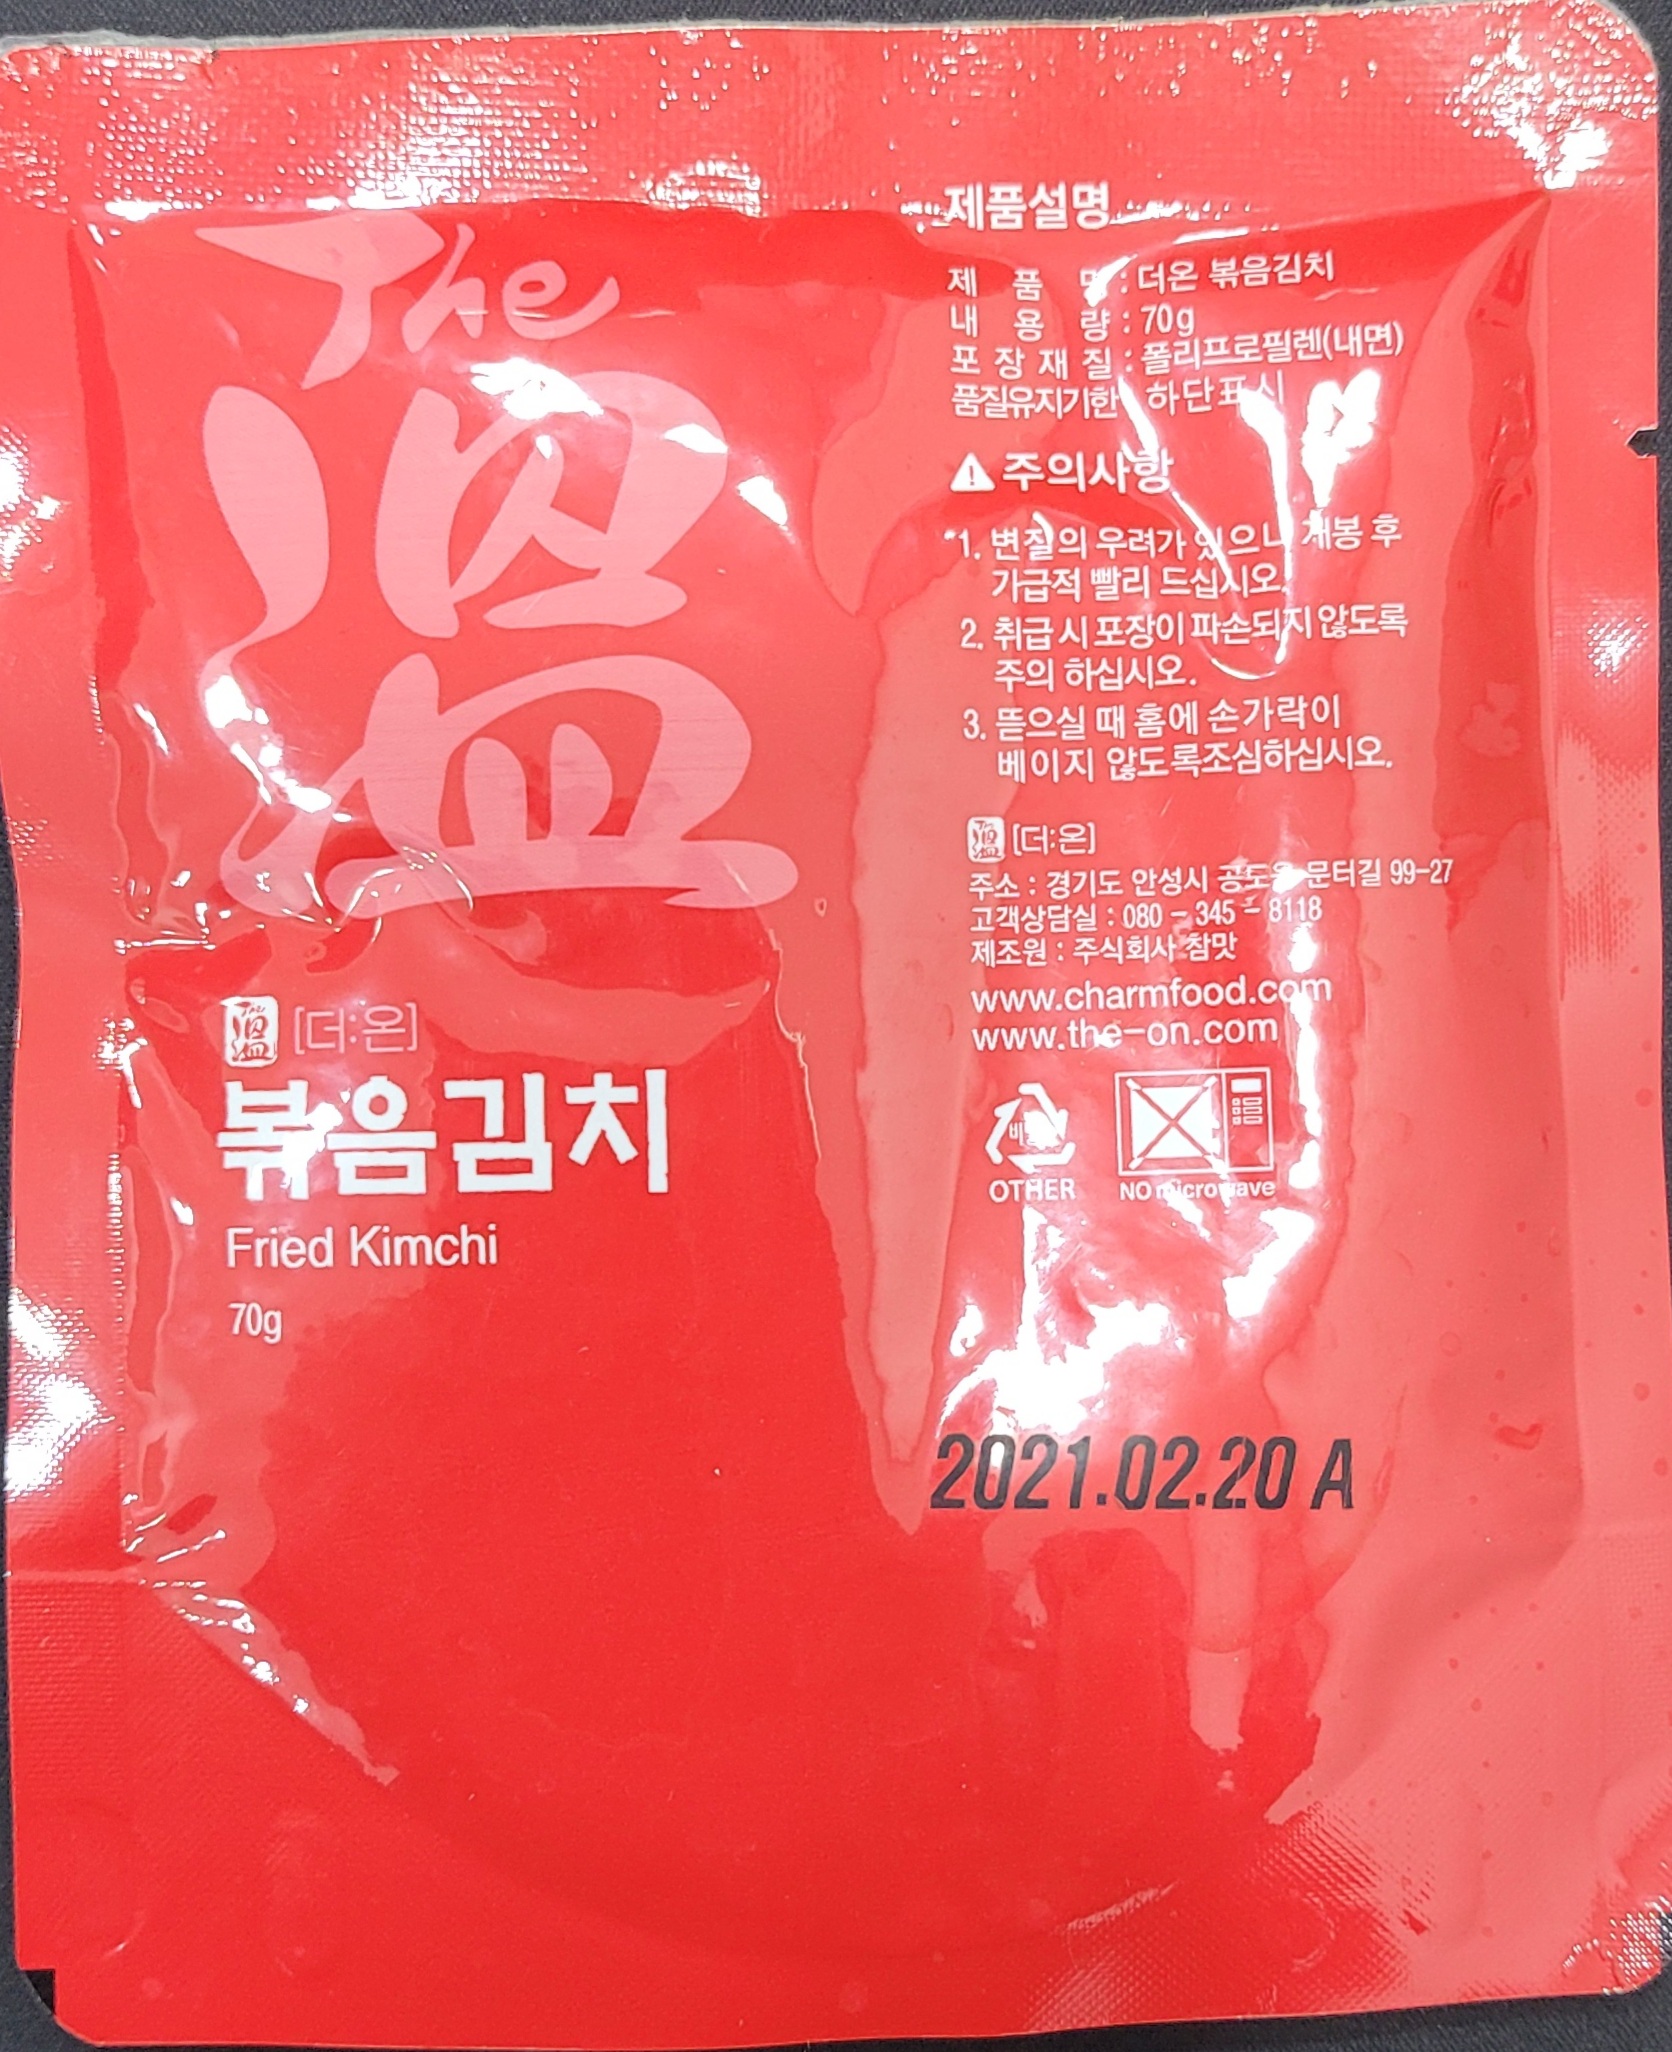 The
溫
[더:온]
볶음김치
Fried Kimchi
70g
제품설명
제 품 명 : 더온 볶음김치
내 용 량 : 70g
포 장 재 질 : 폴리프로필렌(내면)
품질유지기한 : 하단표시
주의사항
1. 변질의 우려가 있으니 개봉 후
가급적 빨리 드십시오.
2. 취급시 포장이 파손되지 않도록
주의 하십시오.
3. 뜯으실 때 홈에 손가락이
베이지 않도록조심하십시오.
The 溫 [더:온]
주소 : 경기도 안성시 공도읍 문터길 99-27
고객상담실 : 080 - 345 - 8118
제조원 : 주식회사 참맛
www.charmfood.com
www.the-on.com
OTHER
NO microwave
2021.02.20 A